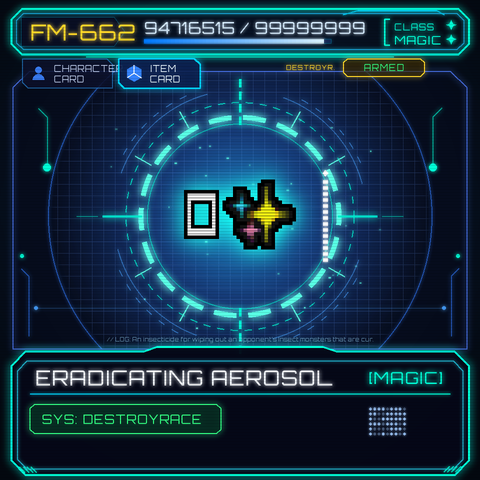 FM-662
94716515 / 99999999
CLASS
MAGIC
CHARACTER
CARD
ITEM
CARD
DESTROYR.
ARMED
// LOG: An insecticide for wiping out an opponent's insect monsters that are cur
ERADICATING AEROSOL
[MAGIC]
SYS: DESTROYRACE